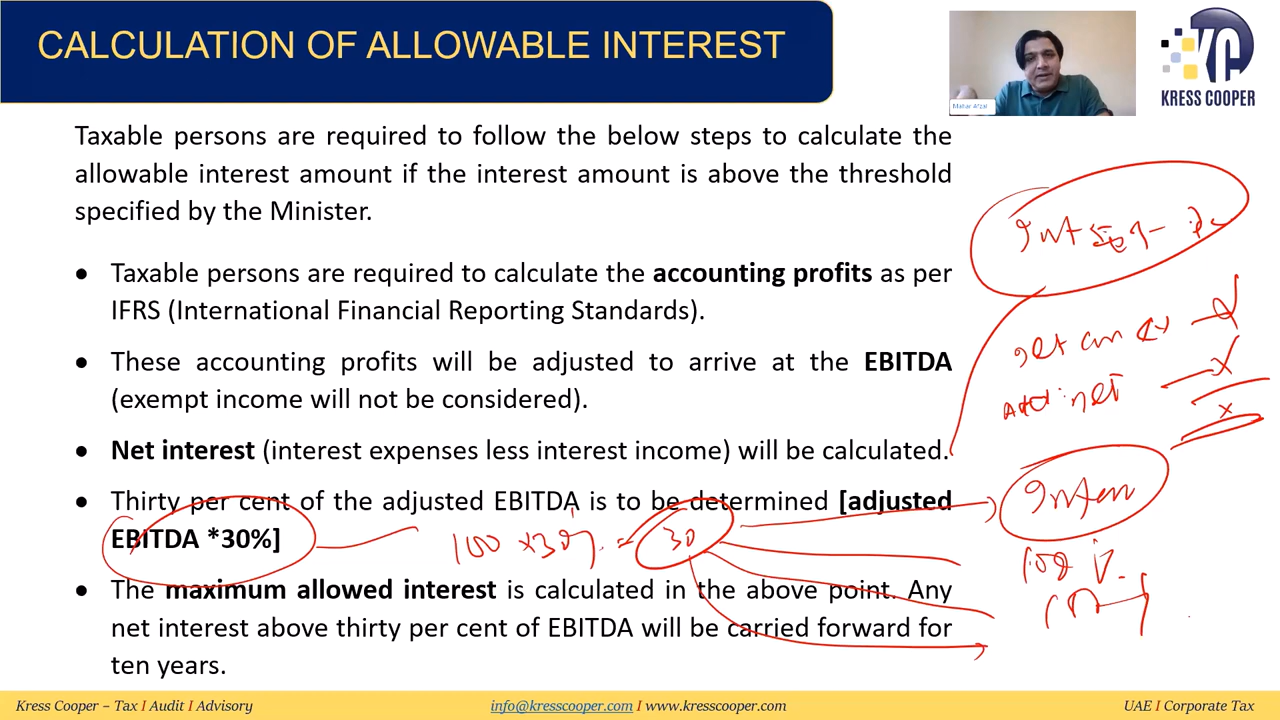 CALCULATION OF ALLOWABLE INTEREST
Mahar Afzal
KC
KRESS COOPER
Taxable persons are required to follow the below steps to calculate the
allowable interest amount if the interest amount is above the threshold
specified by the Minister.
• Taxable persons are required to calculate the accounting profits as per
IFRS (International Financial Reporting Standards).
• These accounting profits will be adjusted to arrive at the EBITDA
(exempt income will not be considered).
• Net interest (interest expenses less interest income) will be calculated.
• Thirty per cent of the adjusted EBITDA is to be determined [adjusted
EBITDA *30%]
100 x 30% = 30
• The maximum allowed interest is calculated in the above point. Any
net interest above thirty per cent of EBITDA will be carried forward for
ten years.
Kress Cooper – Tax I Audit I Advisory
info@kresscooper.com I www.kresscooper.com
UAE I Corporate Tax